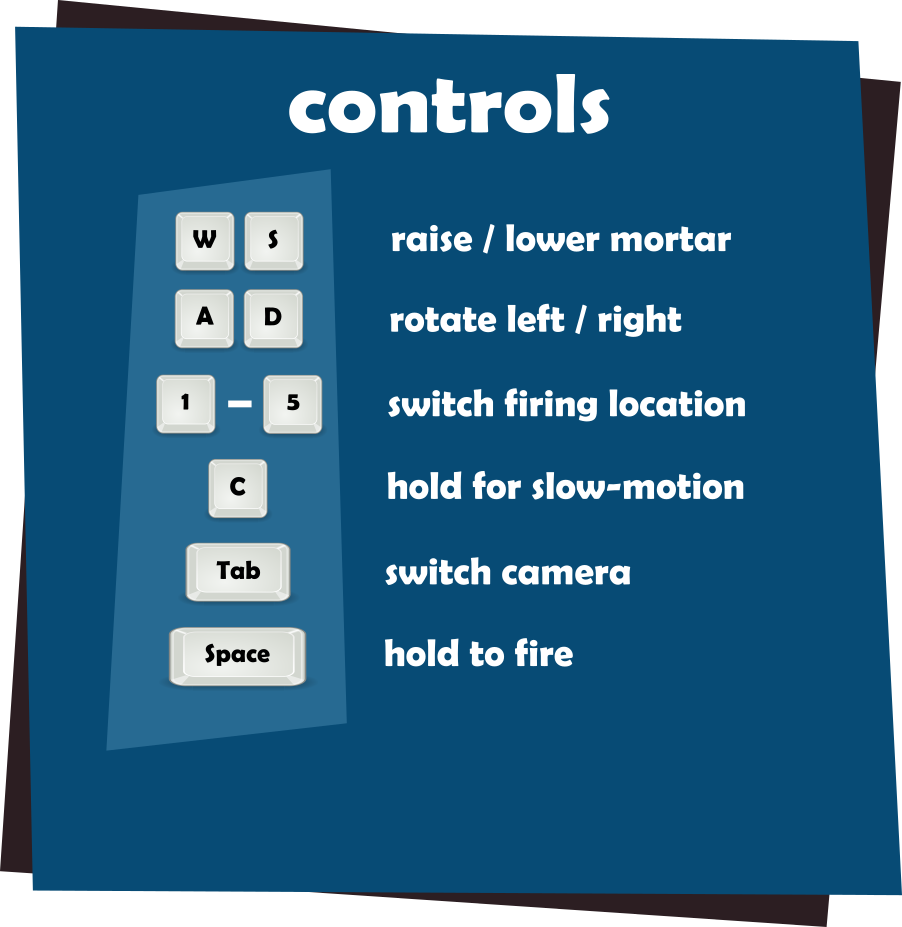 controls
W S raise / lower mortar
A D rotate left / right
1 – 5 switch firing location
C hold for slow-motion
Tab switch camera
Space hold to fire